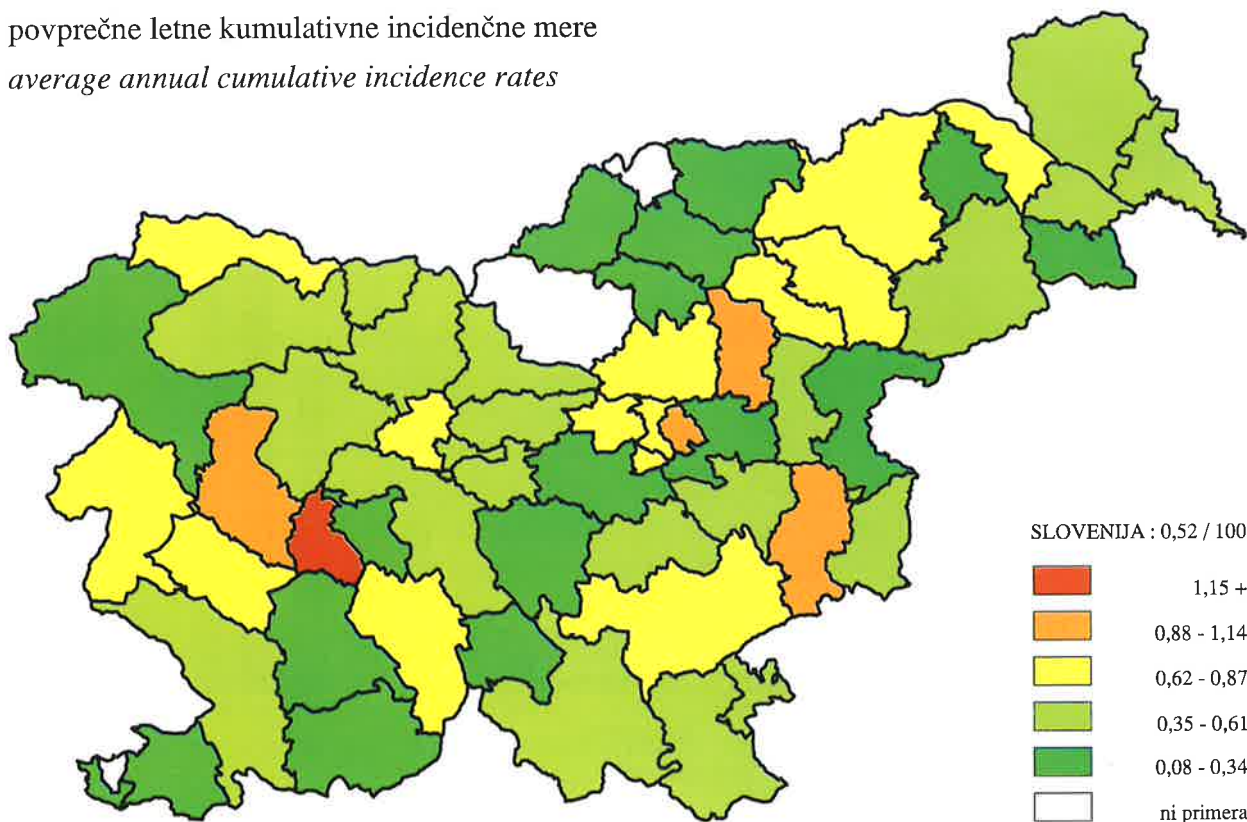 povprečne letne kumulativne incidenčne mere
average annual cumulative incidence rates
SLOVENIJA : 0,52 / 100
1,15 +
0,88 - 1,14
0,62 - 0,87
0,35 - 0,61
0,08 - 0,34
ni primera